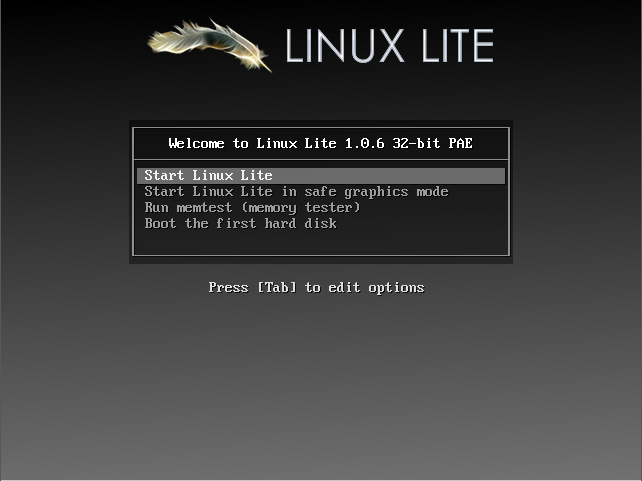 LINUX LITE
Welcome to Linux Lite 1.0.6 32-bit PAE
Start Linux Lite
Start Linux Lite in safe graphics mode
Run memtest (memory tester)
Boot the first hard disk
Press [Tab] to edit options